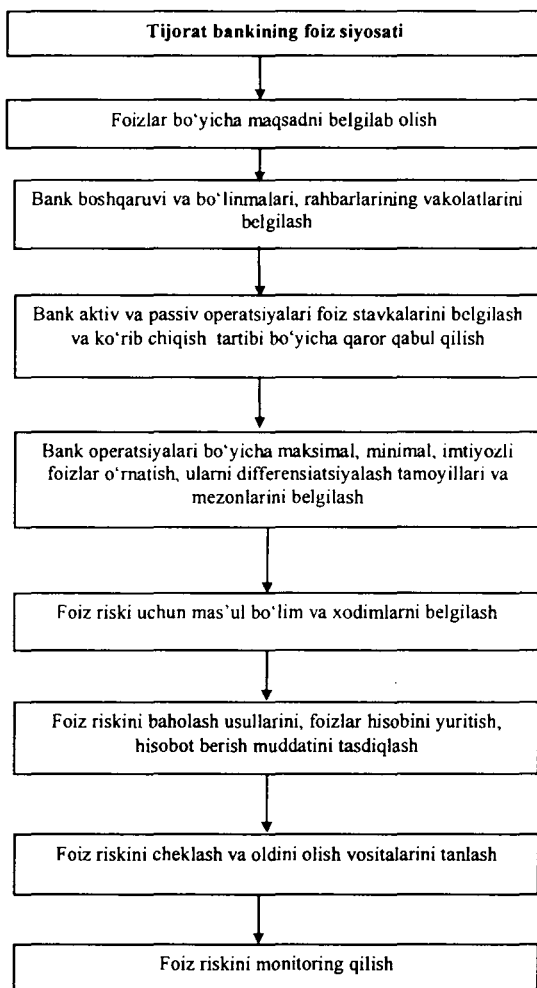 Tijorat bankining foiz siyosati
Foizlar bo‘yicha maqsadni belgilab olish
Bank boshqaruvi va bo‘linmalari, rahbarlarining vakolatlarini
belgilash
Bank aktiv va passiv operatsiyalari foiz stavkalarini belgilash
va ko‘rib chiqish tartibi bo‘yicha qaror qabul qilish
Bank operatsiyalari bo‘yicha maksimal, minimal, imtiyozli
foizlar o‘rnatish, ularni differensiatsiyalash tamoyillari va
mezonlarini belgilash
Foiz riski uchun mas’ul bo‘lim va xodimlarni belgilash
Foiz riskini baholash usullarini, foizlar hisobini yuritish,
hisobot berish muddatini tasdiqlash
Foiz riskini cheklash va oldini olish vositalarini tanlash
Foiz riskini monitoring qilish